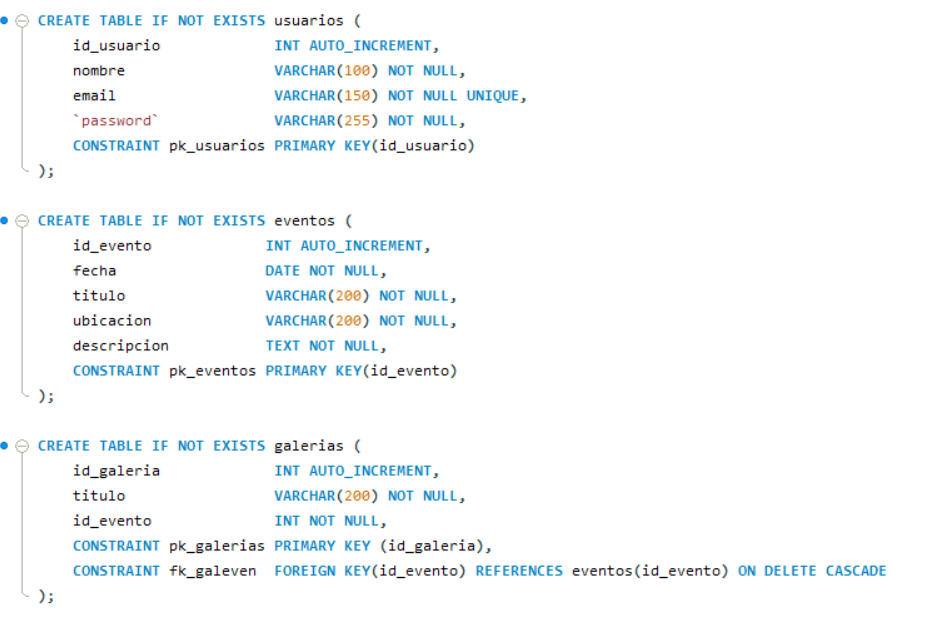 CREATE TABLE IF NOT EXISTS usuarios (
id_usuario INT AUTO_INCREMENT,
nombre VARCHAR(100) NOT NULL,
email VARCHAR(150) NOT NULL UNIQUE,
`password` VARCHAR(255) NOT NULL,
CONSTRAINT pk_usuarios PRIMARY KEY(id_usuario)
);
CREATE TABLE IF NOT EXISTS eventos (
id_evento INT AUTO_INCREMENT,
fecha DATE NOT NULL,
titulo VARCHAR(200) NOT NULL,
ubicacion VARCHAR(200) NOT NULL,
descripcion TEXT NOT NULL,
CONSTRAINT pk_eventos PRIMARY KEY(id_evento)
);
CREATE TABLE IF NOT EXISTS galerias (
id_galeria INT AUTO_INCREMENT,
titulo VARCHAR(200) NOT NULL,
id_evento INT NOT NULL,
CONSTRAINT pk_galerias PRIMARY KEY (id_galeria),
CONSTRAINT fk_galeven FOREIGN KEY(id_evento) REFERENCES eventos(id_evento) ON DELETE CASCADE
);